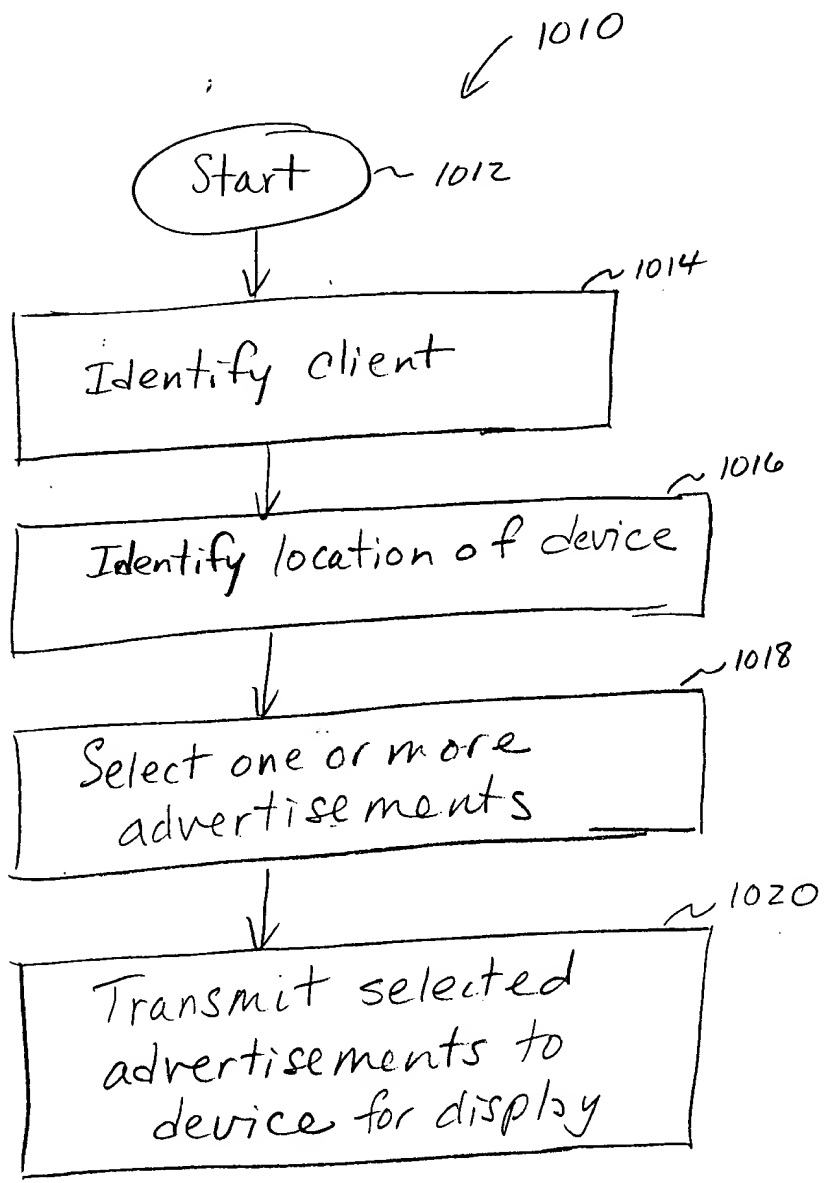 1010
Start
1012
1014
Identify client
1016
Identify location of device
1018
Select one or more
advertisements
1020
Transmit selected
advertisements to
device for display